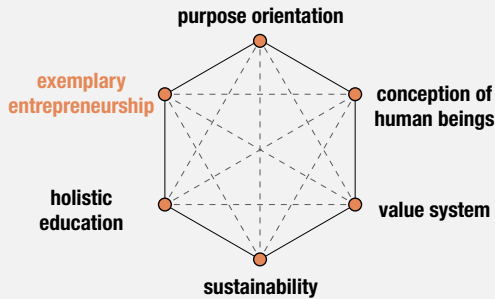 purpose orientation
exemplary
entrepreneurship
conception of
human beings
holistic
education
value system
sustainability